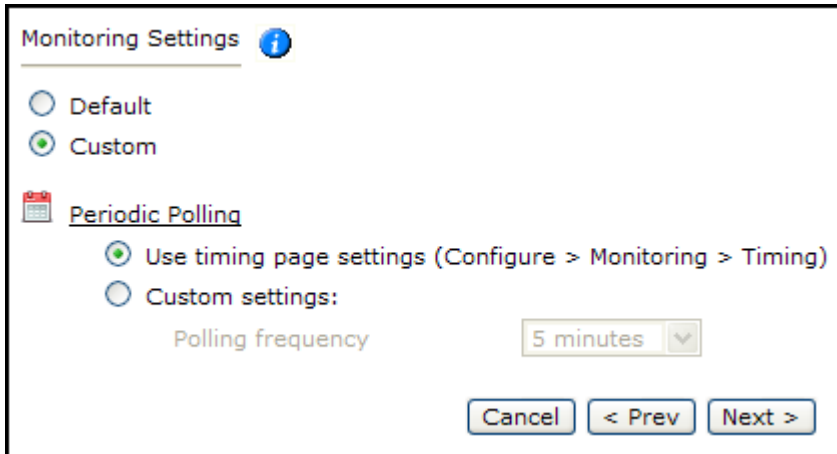 Monitoring Settings i
Default
Custom
Periodic Polling
Use timing page settings (Configure > Monitoring > Timing)
Custom settings:
Polling frequency 5 minutes
Cancel < Prev Next >